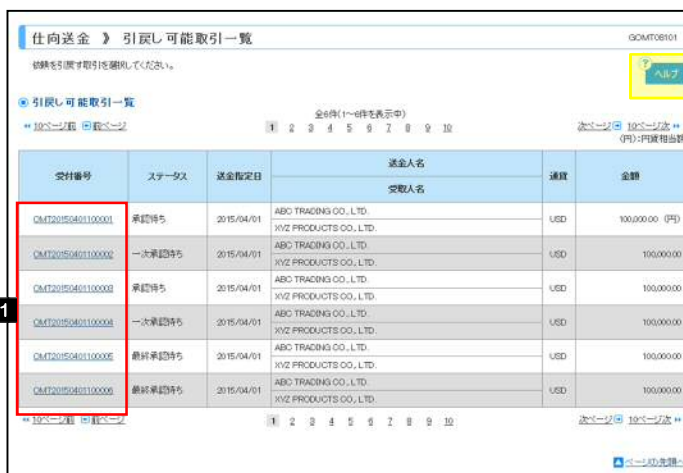 仕向送金 》 引戻し可能取引一覧 GOMT08101
依頼を引戻す取引を選択してください。
? ヘルプ
引戻し可能取引一覧
全6件(1～6件を表示中)
10ページ前 前ページ 1 2 3 4 5 6 7 8 9 10 次ページ 10ページ次
(円):円貨相当額
受付番号 ステータス 送金指定日 送金人名 通貨 金額
受取人名
OMT20150401100001 承認待ち 2015/04/01 ABC TRADING CO., LTD. USD 100,000.00 (円)
XYZ PRODUCTS CO., LTD.
OMT20150401100002 一次承認待ち 2015/04/01 ABC TRADING CO., LTD. USD 100,000.00
XYZ PRODUCTS CO., LTD.
OMT20150401100003 承認待ち 2015/04/01 ABC TRADING CO., LTD. USD 100,000.00
XYZ PRODUCTS CO., LTD.
1
OMT20150401100004 一次承認待ち 2015/04/01 ABC TRADING CO., LTD. USD 100,000.00
XYZ PRODUCTS CO., LTD.
OMT20150401100005 最終承認待ち 2015/04/01 ABC TRADING CO., LTD. USD 100,000.00
XYZ PRODUCTS CO., LTD.
OMT20150401100006 最終承認待ち 2015/04/01 ABC TRADING CO., LTD. USD 100,000.00
XYZ PRODUCTS CO., LTD.
10ページ前 前ページ 1 2 3 4 5 6 7 8 9 10 次ページ 10ページ次
ページの先頭へ